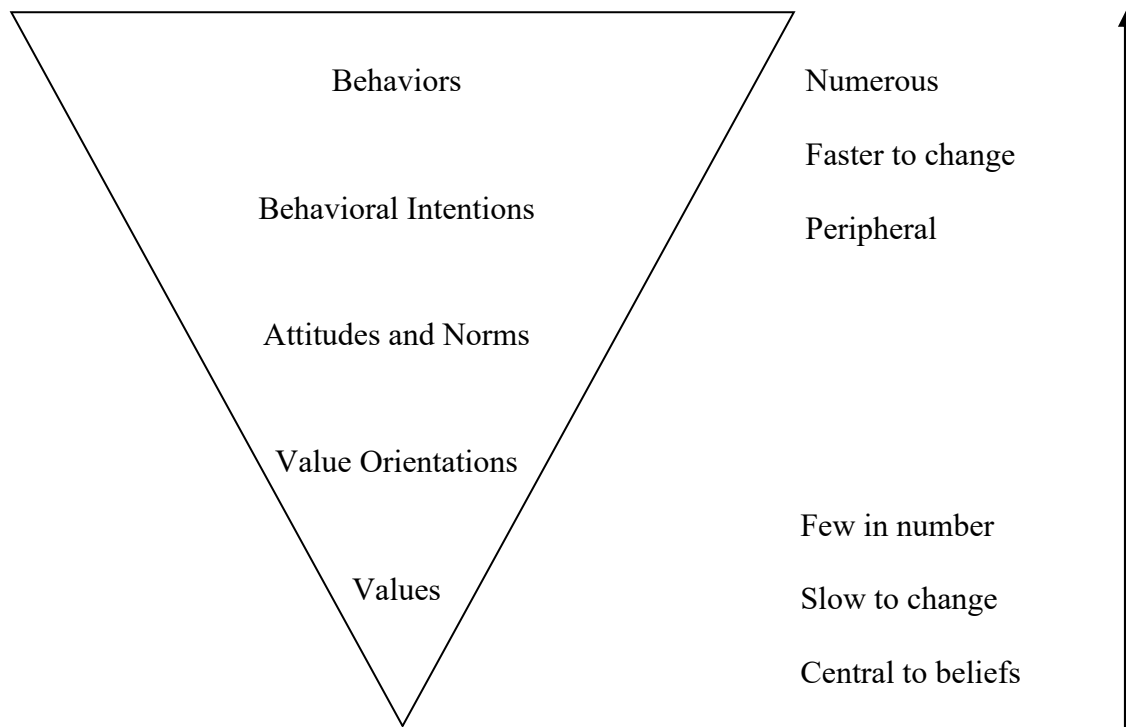 Behaviors
Numerous
Faster to change
Behavioral Intentions
Peripheral
Attitudes and Norms
Value Orientations
Few in number
Values
Slow to change
Central to beliefs